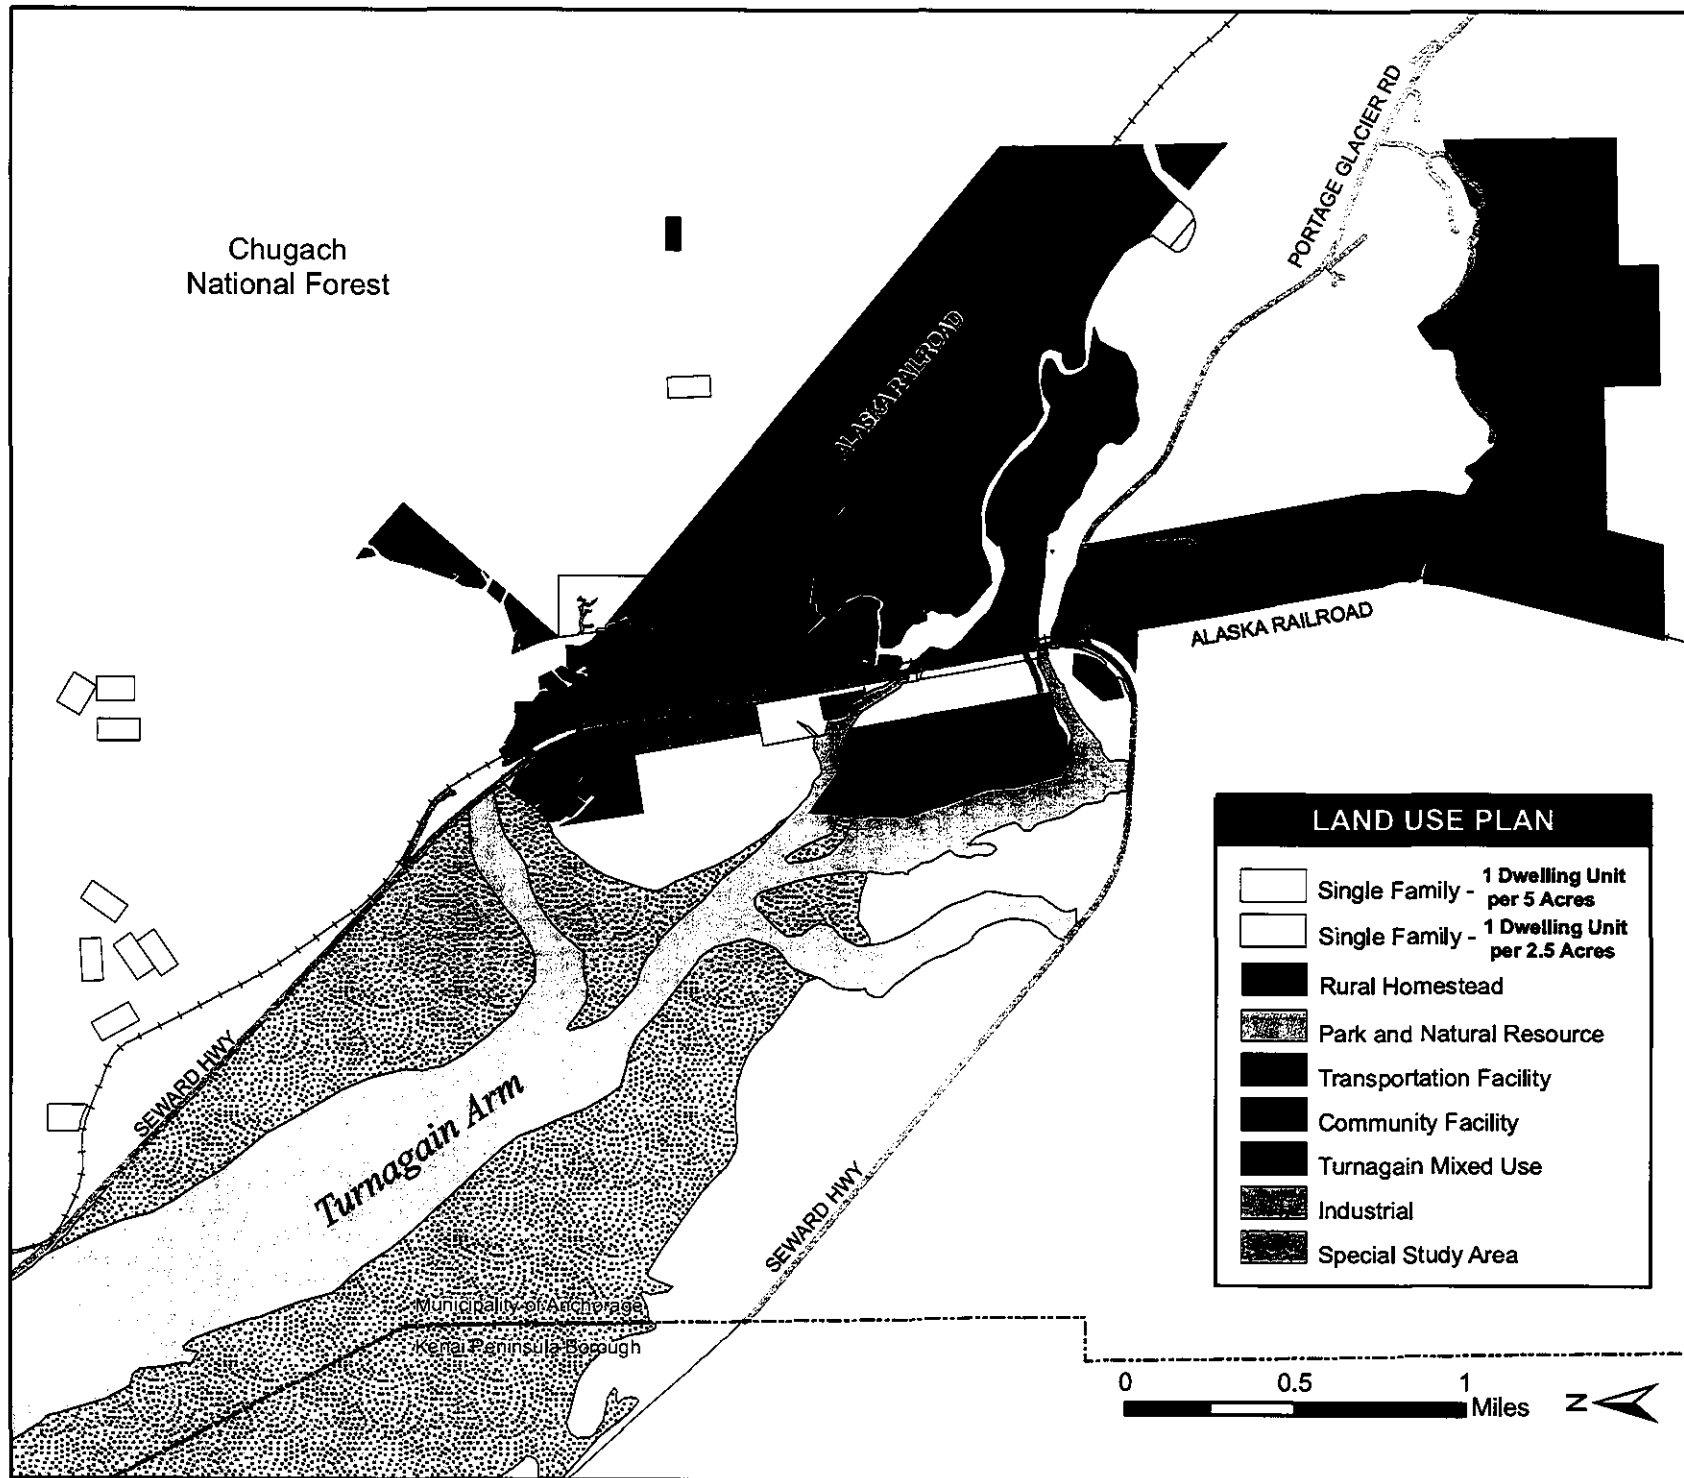 PORTAGE GLACIER RD
Chugach
National Forest
ALASKA RAILROAD
ALASKA RAILROAD
SEWARD HWY
Turnagain Arm
SEWARD HWY
Municipality of Anchorage
Kenai Peninsula Borough
LAND USE PLAN
Single Family - 1 Dwelling Unit
per 5 Acres
Single Family - 1 Dwelling Unit
per 2.5 Acres
Rural Homestead
Park and Natural Resource
Transportation Facility
Community Facility
Turnagain Mixed Use
Industrial
Special Study Area
0 0.5 1
Miles
N